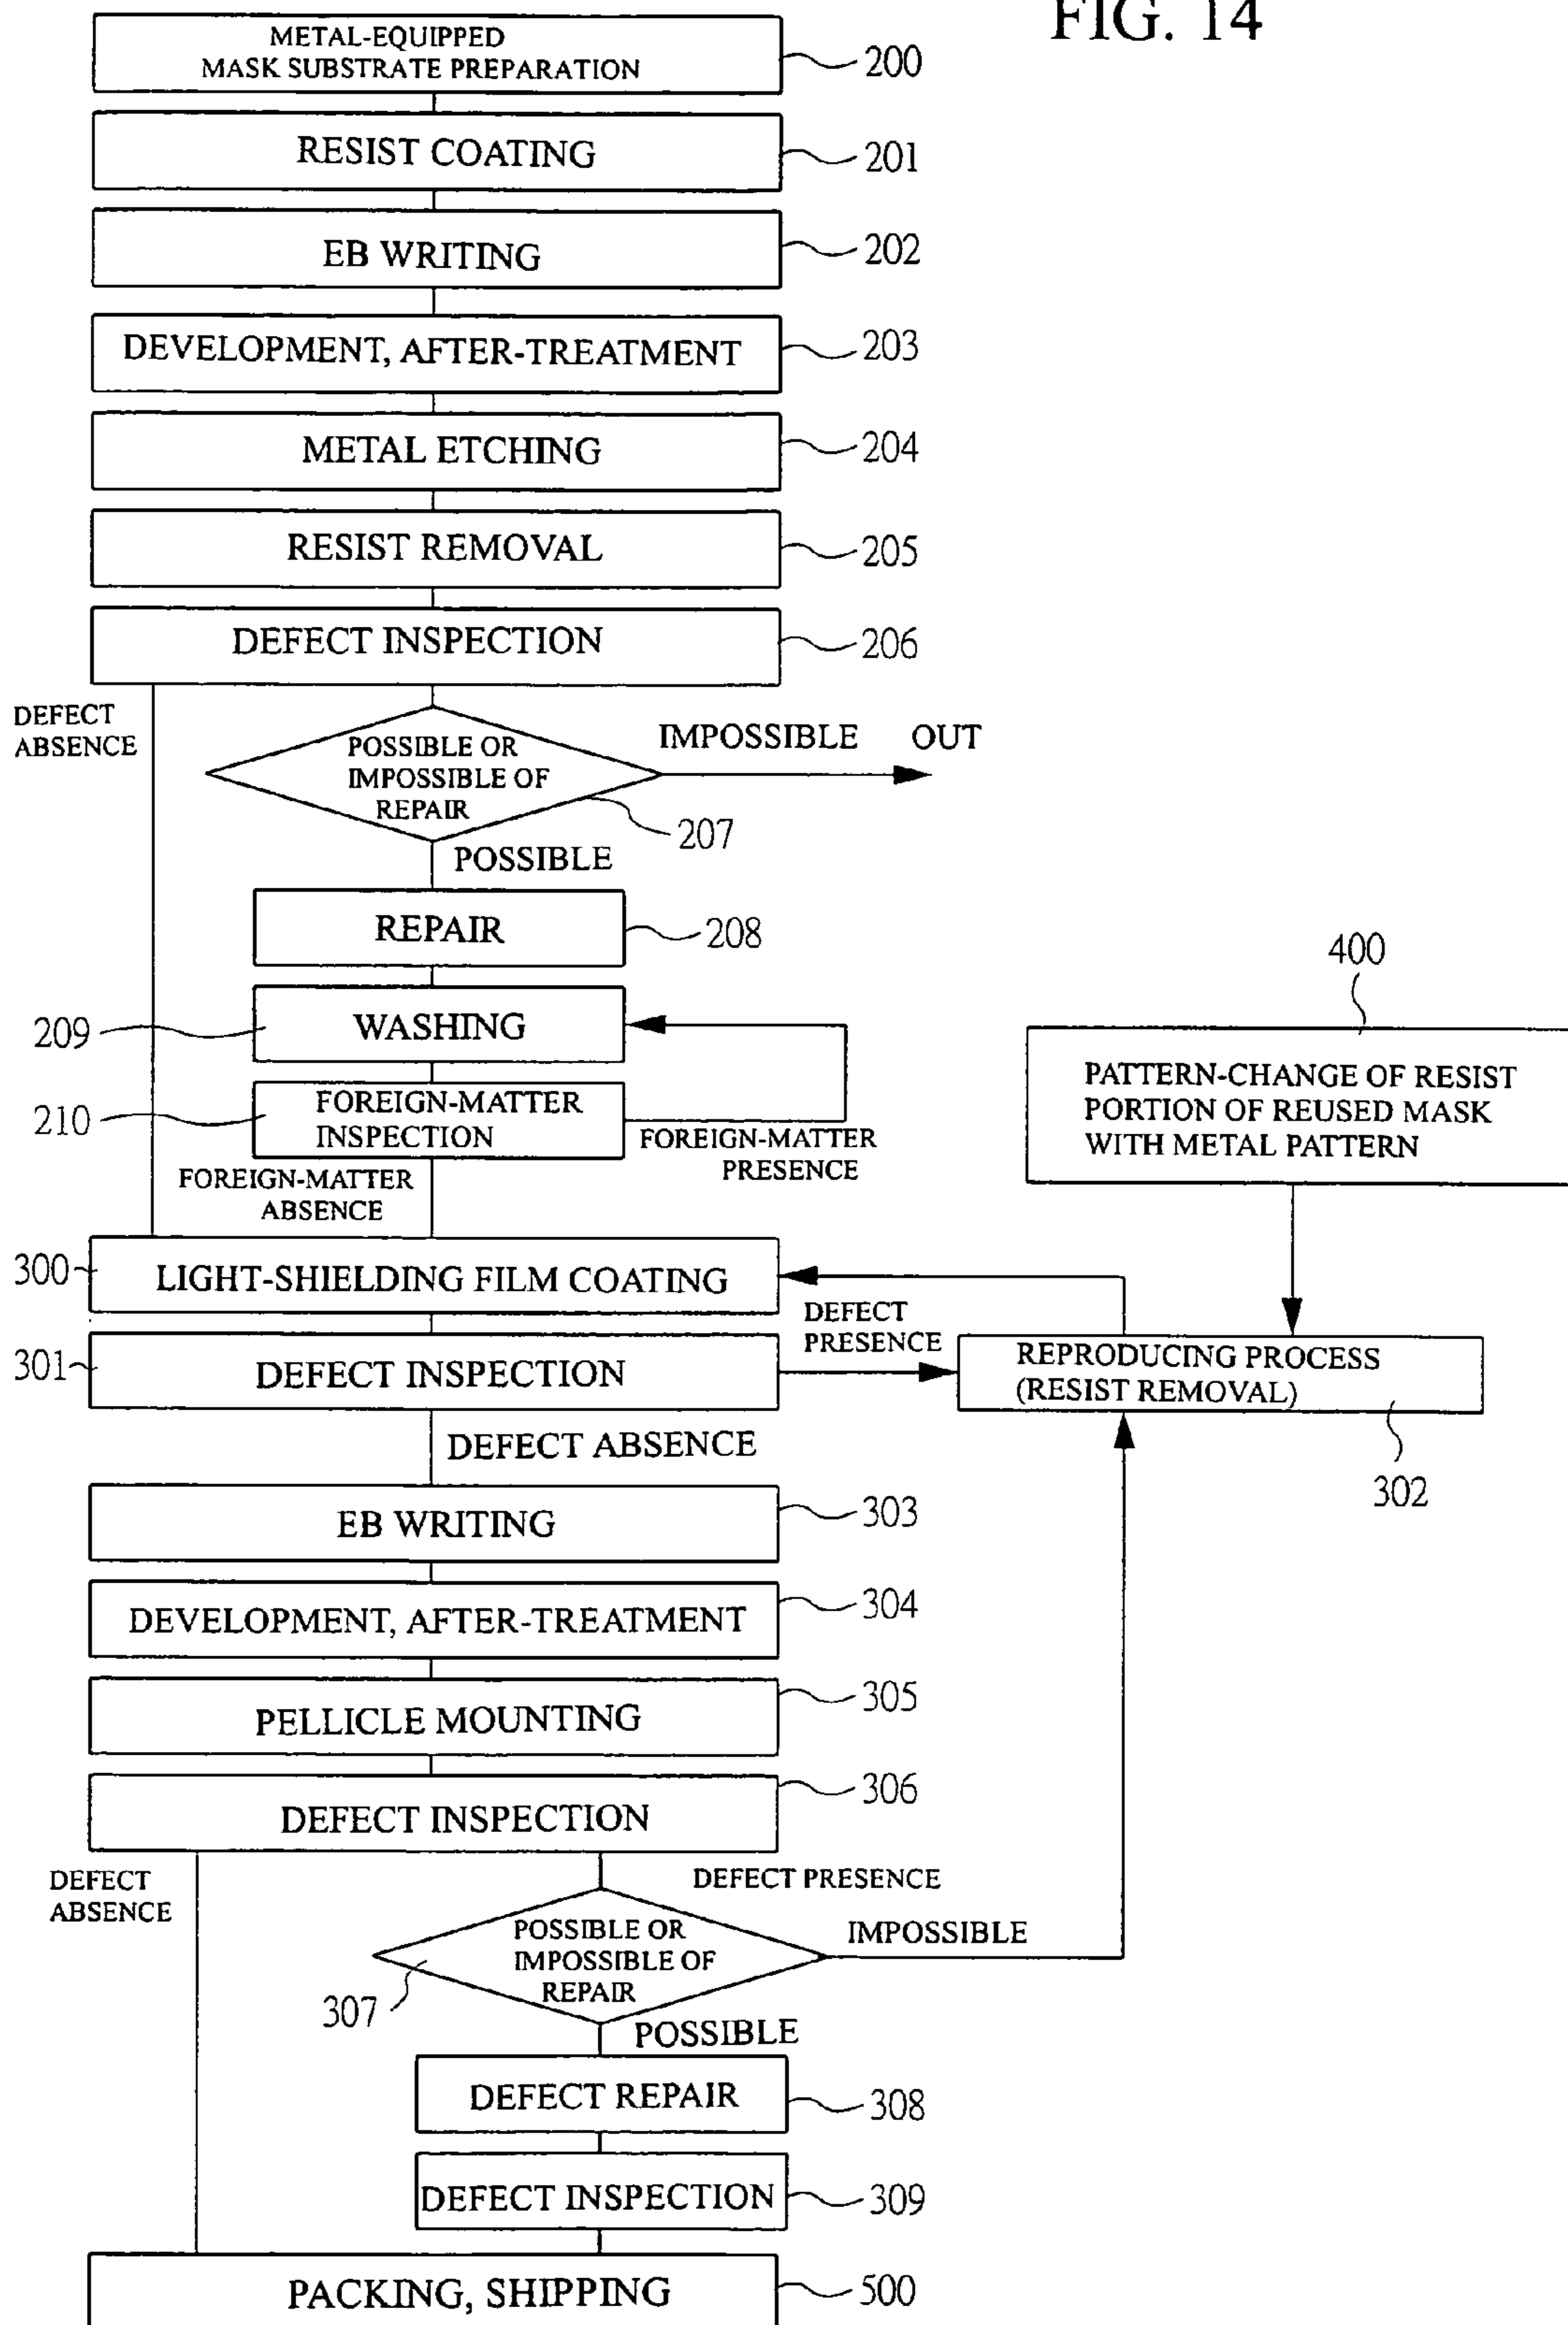 FIG. 14
METAL-EQUIPPED
MASK SUBSTRATE PREPARATION
200
RESIST COATING
201
EB WRITING
202
DEVELOPMENT, AFTER-TREATMENT
203
METAL ETCHING
204
RESIST REMOVAL
205
DEFECT INSPECTION
206
DEFECT
ABSENCE
POSSIBLE OR
IMPOSSIBLE OF
REPAIR
IMPOSSIBLE OUT
207
POSSIBLE
REPAIR
208
WASHING
209
FOREIGN-MATTER
INSPECTION
210
FOREIGN-MATTER
PRESENCE
FOREIGN-MATTER
ABSENCE
400
PATTERN-CHANGE OF RESIST
PORTION OF REUSED MASK
WITH METAL PATTERN
300
LIGHT-SHIELDING FILM COATING
DEFECT
PRESENCE
301
DEFECT INSPECTION
REPRODUCING PROCESS
(RESIST REMOVAL)
302
DEFECT ABSENCE
EB WRITING
303
DEVELOPMENT, AFTER-TREATMENT
304
PELLICLE MOUNTING
305
DEFECT INSPECTION
306
DEFECT
ABSENCE
DEFECT PRESENCE
POSSIBLE OR
IMPOSSIBLE OF
REPAIR
IMPOSSIBLE
307
POSSIBLE
DEFECT REPAIR
308
DEFECT INSPECTION
309
PACKING, SHIPPING
500